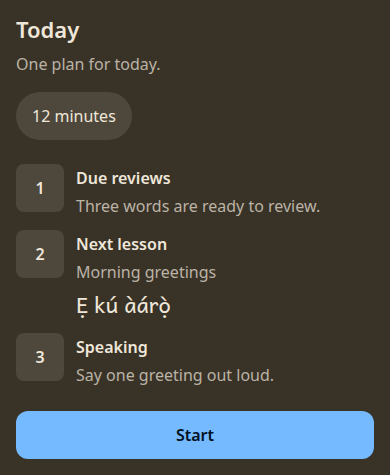 Today
One plan for today.
12 minutes
1
Due reviews
Three words are ready to review.
2
Next lesson
Morning greetings
Ẹ kú àárọ̀
3
Speaking
Say one greeting out loud.
Start